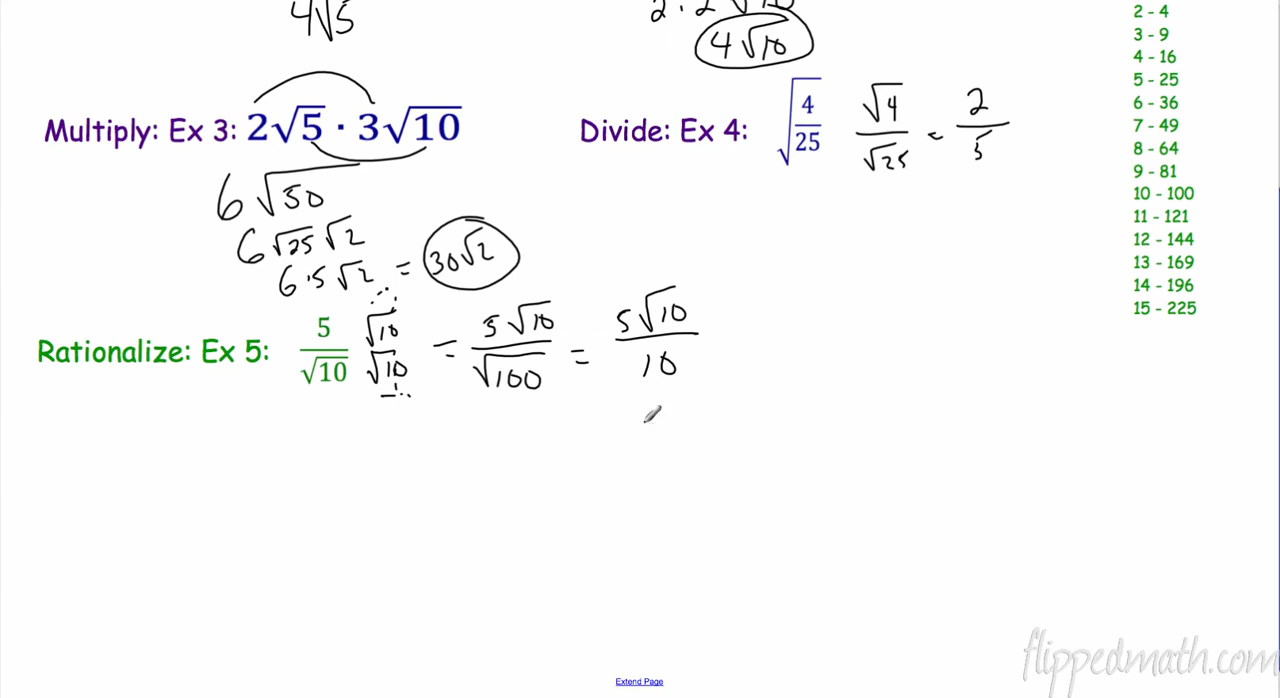 4√5
2 · 2√10
4√10
Multiply: Ex 3: 2√5 · 3√10
6√50
6√25 √2
6·5 √2 = 30√2
Divide: Ex 4: √(4/25) √4/√25 = 2/5
Rationalize: Ex 5: 5/√10 √10/√10 = 5√10/√100 = 5√10/10
2 - 4
3 - 9
4 - 16
5 - 25
6 - 36
7 - 49
8 - 64
9 - 81
10 - 100
11 - 121
12 - 144
13 - 169
14 - 196
15 - 225
flippedmath.com
Extend Page